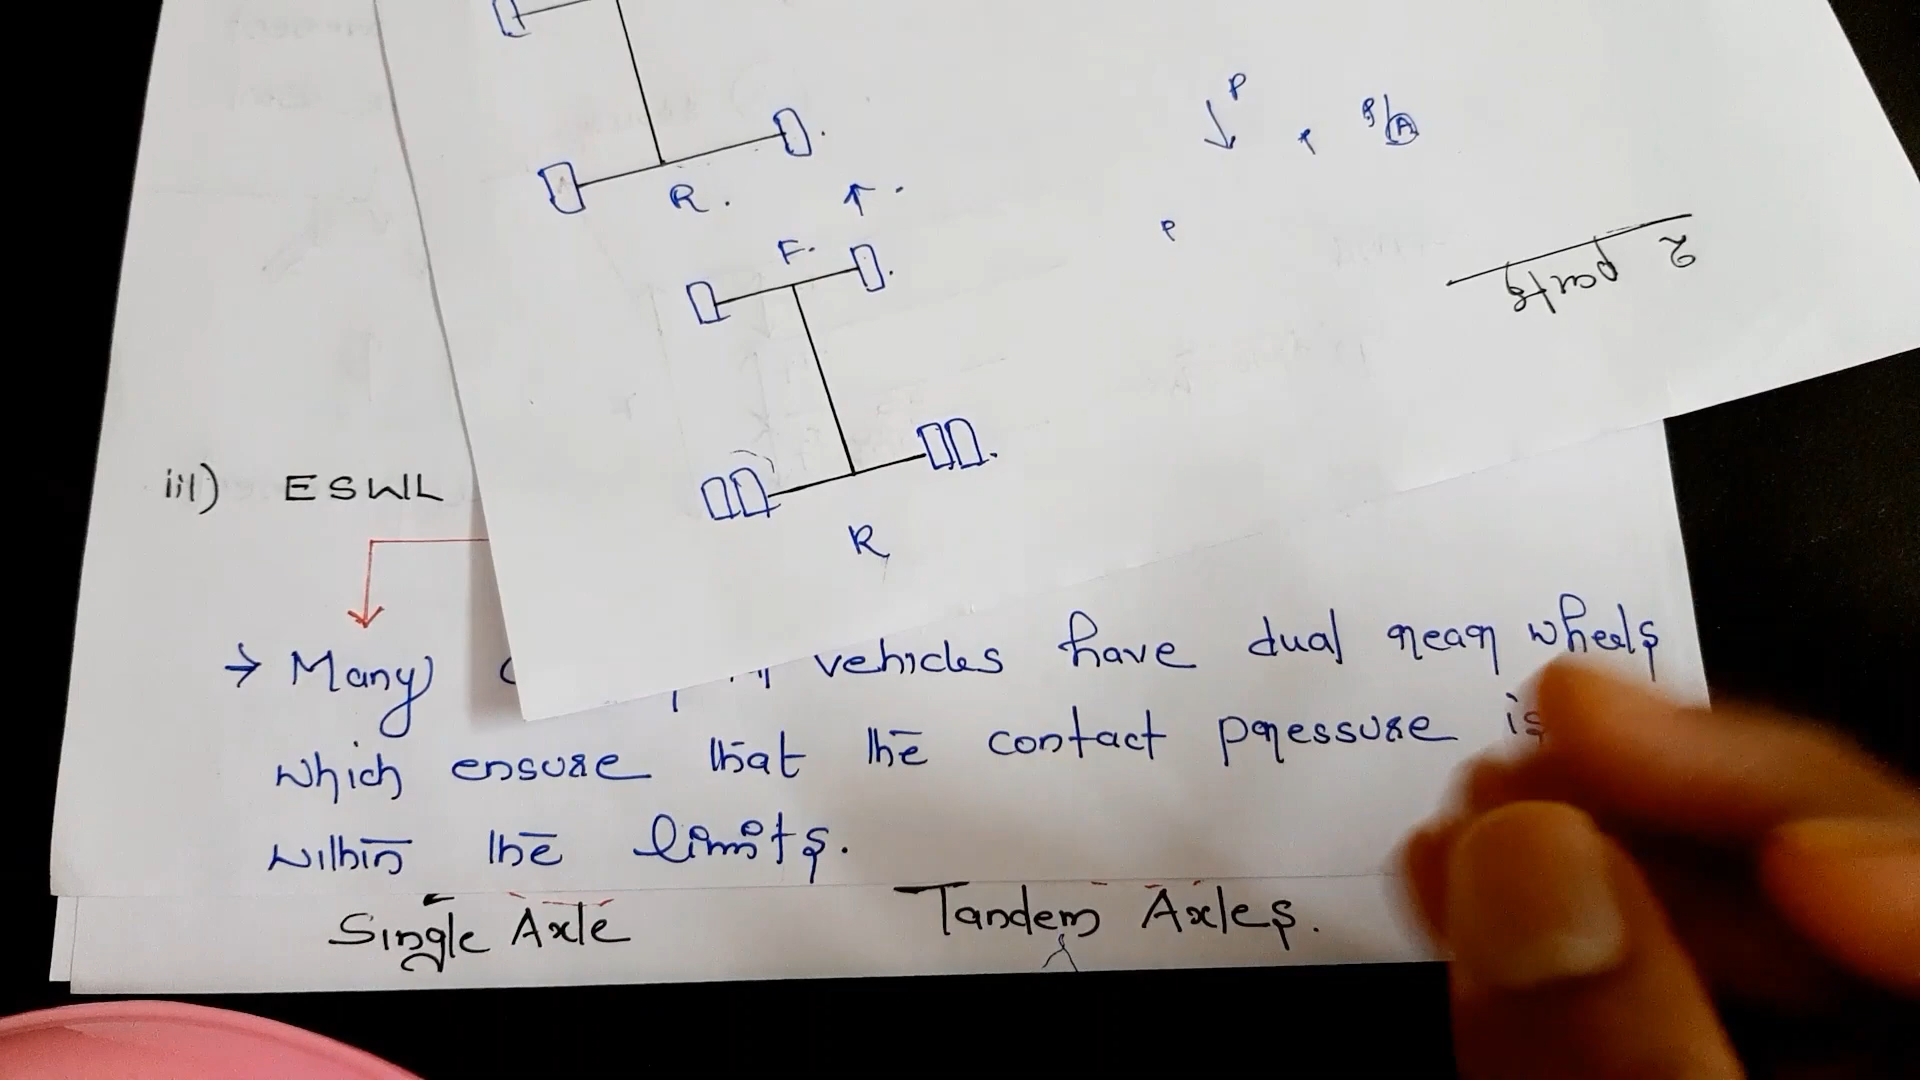 P
P/A
R.
F.
P
2 parts
R
iii) ESWL
→ Many vehicles have dual rear wheels
which ensure that the contact pressure is
within the limits.
Single Axle Tandem Axles.